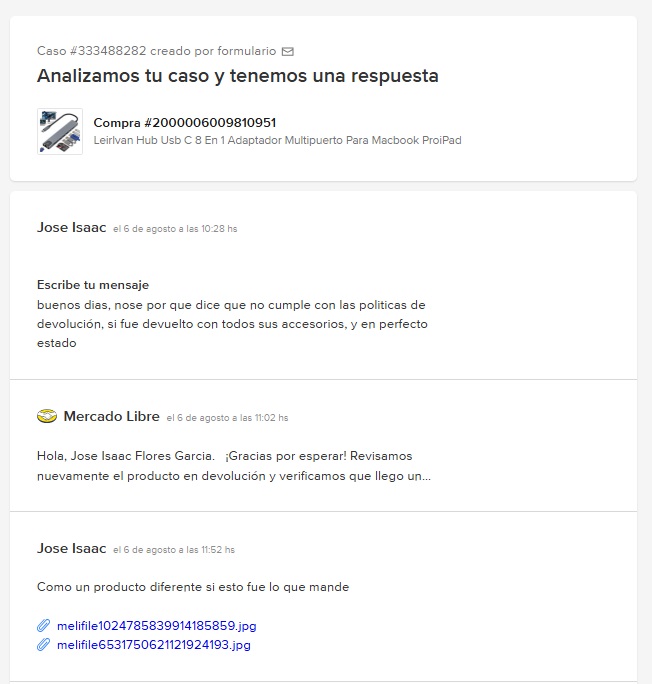 Caso #333488282 creado por formulario
Analizamos tu caso y tenemos una respuesta
Compra #2000006009810951
Leirlvan Hub Usb C 8 En 1 Adaptador Multipuerto Para Macbook ProiPad
Jose Isaac el 6 de agosto a las 10:28 hs
Escribe tu mensaje
buenos dias, nose por que dice que no cumple con las politicas de
devolución, si fue devuelto con todos sus accesorios, y en perfecto
estado
Mercado Libre el 6 de agosto a las 11:02 hs
Hola, Jose Isaac Flores Garcia. ¡Gracias por esperar! Revisamos
nuevamente el producto en devolución y verificamos que llego un...
Jose Isaac el 6 de agosto a las 11:52 hs
Como un producto diferente si esto fue lo que mande
melifile1024785839914185859.jpg
melifile6531750621121924193.jpg